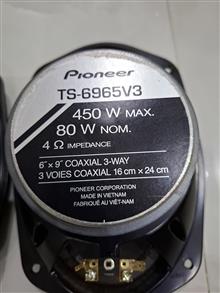 Pioneer
TS-6965V3
450 W MAX.
80 W NOM.
4 Ω IMPEDANCE
6" x 9" COAXIAL 3-WAY
3 VOIES COAXIAL 16 cm x 24 cm
PIONEER CORPORATION
MADE IN VIETNAM
FABRIQUÉ AU VIÊT-NAM